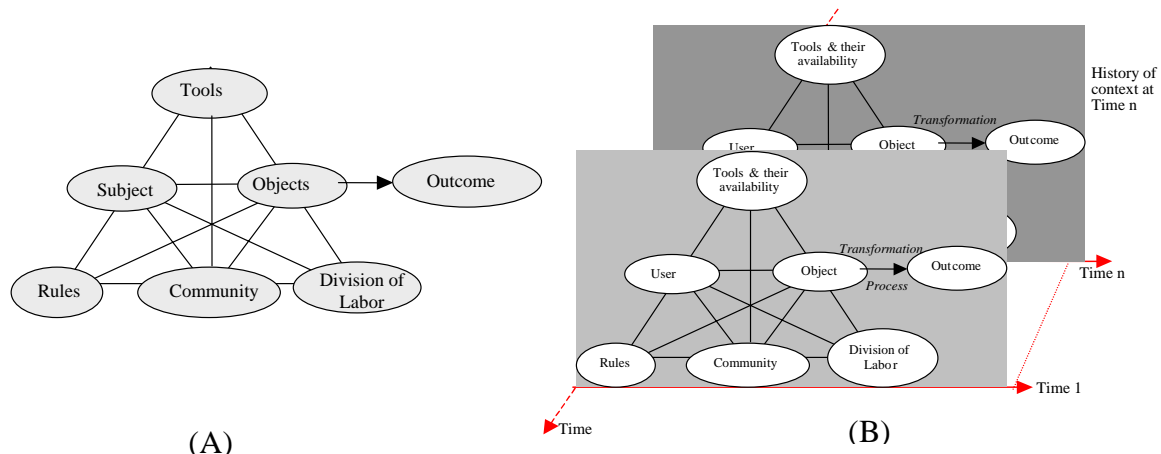 Tools
Subject
Objects
Outcome
Rules
Community
Division of
Labor
(A)
Tools & their
availability
History of
context at
Time n
Transformation
User
Object
Outcome
Time n
Tools & their
availability
Transformation
User
Object
Outcome
Process
Rules
Community
Division of
Labor
Time 1
Time
(B)